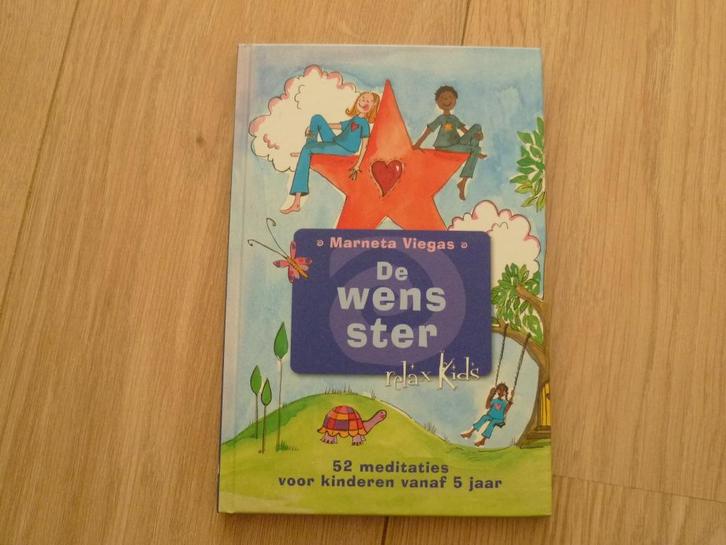 Marneta Viegas
De
wens
ster
relax Kids
52 meditaties
voor kinderen vanaf 5 jaar